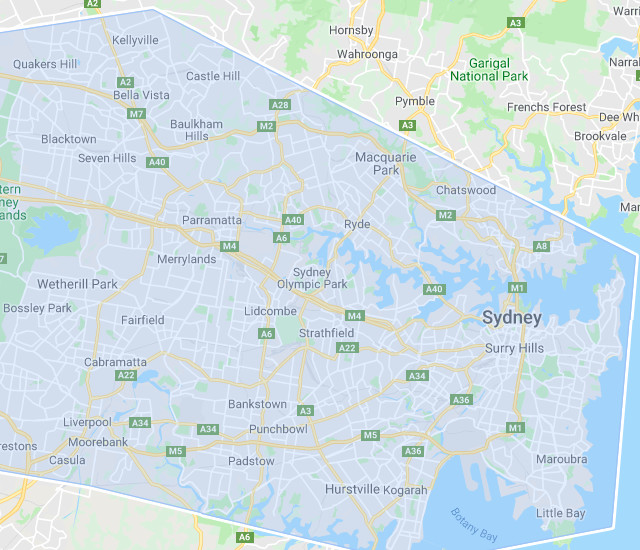 A2
Hornsby
A3
Warri
Kellyville
Wahroonga
Garigal
National Park
Narra
Quakers Hill
Castle Hill
A2
Bella Vista
A28
Pymble
Frenchs Forest
M7
Baulkham
Hills
M2
A3
Dee Wh
Brookvale
Blacktown
Seven Hills
A40
Macquarie
Park
Chatswood
tern
ney
lands
Man
Parramatta
A40
Ryde
M2
A6
M4
A8
7
Merrylands
Sydney
Olympic Park
Wetherill Park
A40
M1
Bossley Park
Lidcombe
M4
Sydney
Fairfield
A6
Strathfield
A22
Surry Hills
Cabramatta
A22
A34
Bankstown
A3
A36
Liverpool
A34
A34
Punchbowl
M5
M1
restons
Moorebank
M5
A36
Casula
Padstow
Maroubra
Hurstville
Kogarah
Botany Bay
Little Bay
A6